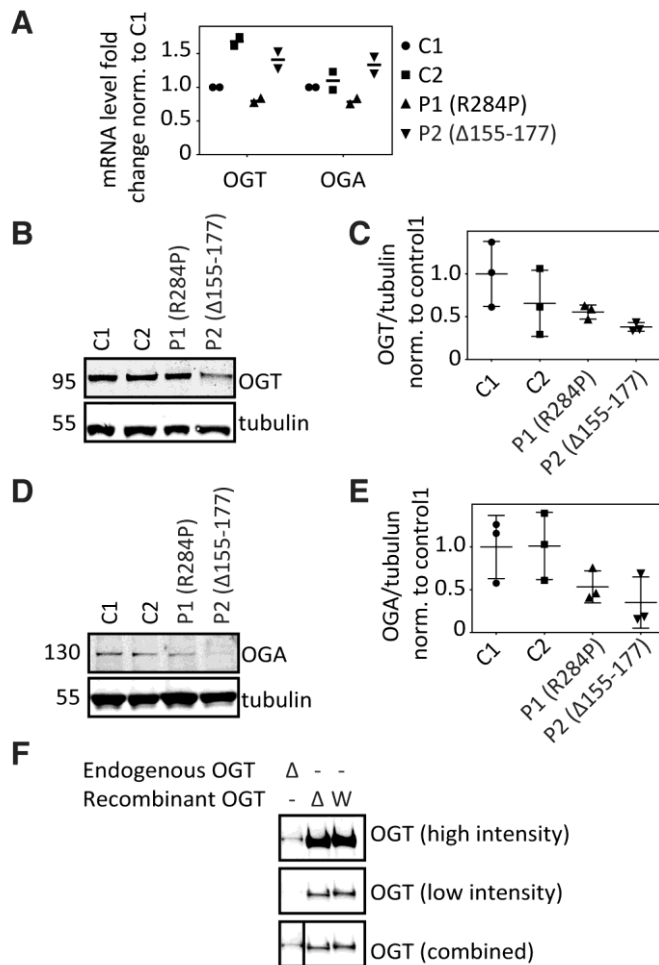 A
mRNA level fold
change norm. to C1
1.5
1.0
0.5
0
OGT OGA
C1
C2
P1 (R284P)
P2 (Δ155-177)
B
C1
C2
P1 (R284P)
P2 (Δ155-177)
95
OGT
55
tubulin
C
OGT/tubulin
norm. to control1
1.0
0.5
0
C1
C2
P1 (R284P)
P2 (Δ155-177)
D
C1
C2
P1 (R284P)
P2 (Δ155-177)
130
OGA
55
tubulin
E
OGA/tubulun
norm. to control1
1.0
0.5
0
C1
C2
P1 (R284P)
P2 (Δ155-177)
F
Endogenous OGT Δ - -
Recombinant OGT - Δ W
OGT (high intensity)
OGT (low intensity)
OGT (combined)